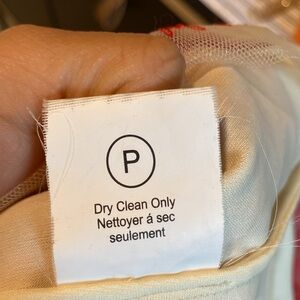 P
Dry Clean Only
Nettoyer á sec
seulement